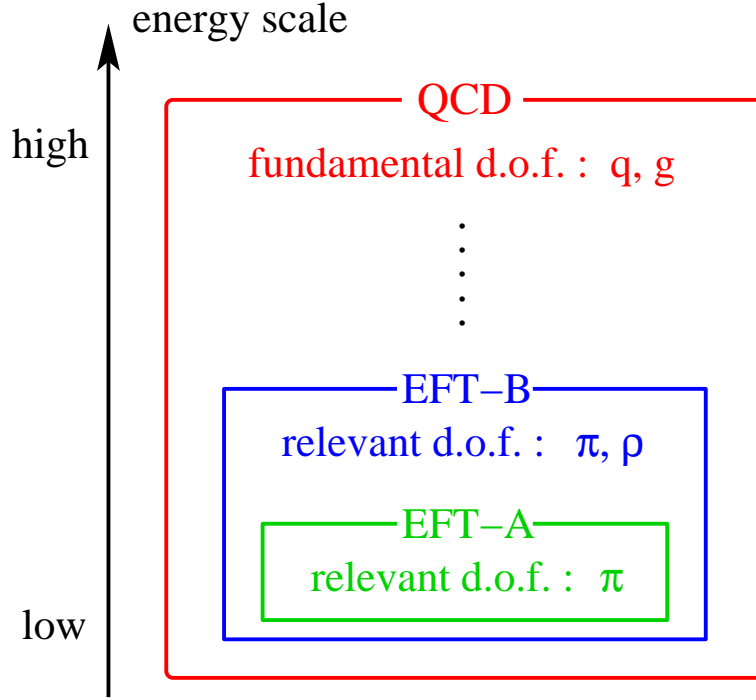 energy scale
QCD
high
fundamental d.o.f. : q, g
EFT–B
relevant d.o.f. : π, ρ
EFT–A
relevant d.o.f. : π
low